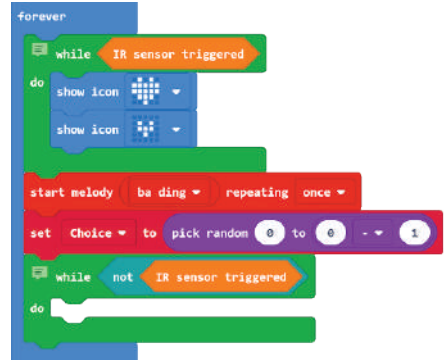 forever
while IR sensor triggered
do
show icon
show icon
start melody ba ding repeating once
set Choice to pick random 0 to 0 - 1
while not IR sensor triggered
do